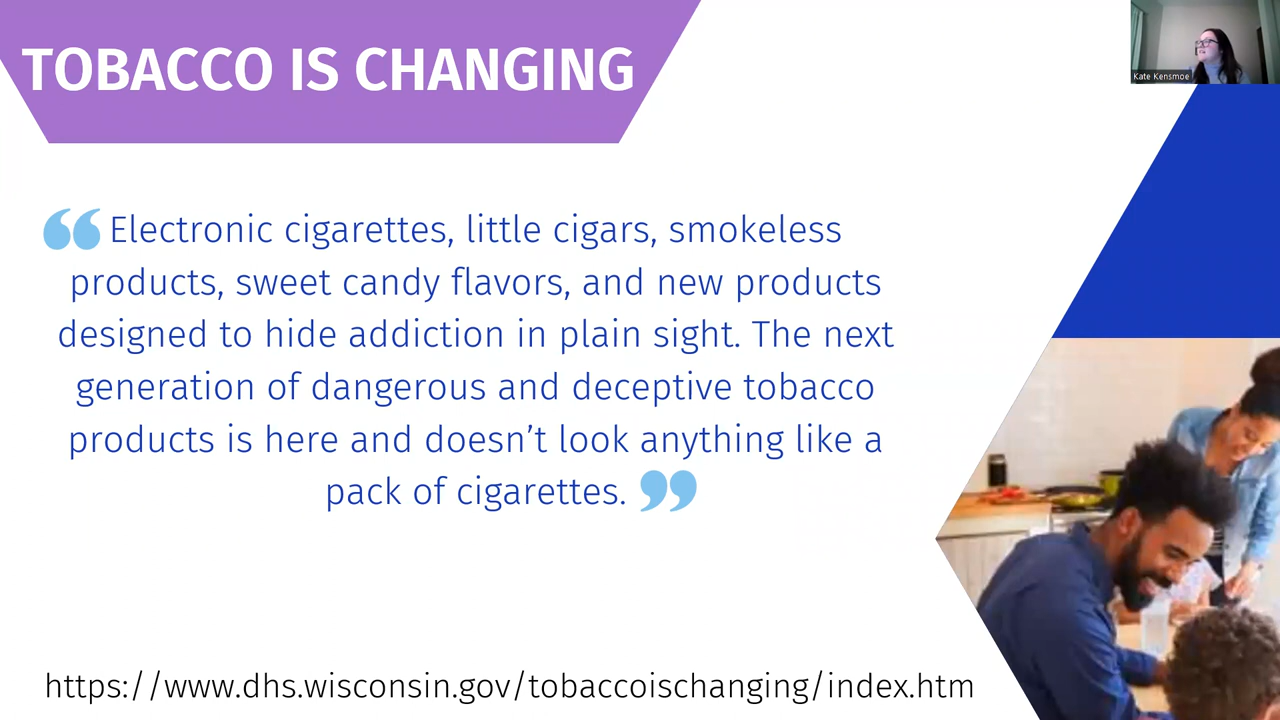 TOBACCO IS CHANGING
Kate Kensmoe
“Electronic cigarettes, little cigars, smokeless
products, sweet candy flavors, and new products
designed to hide addiction in plain sight. The next
generation of dangerous and deceptive tobacco
products is here and doesn’t look anything like a
pack of cigarettes.”
https://www.dhs.wisconsin.gov/tobaccoischanging/index.htm